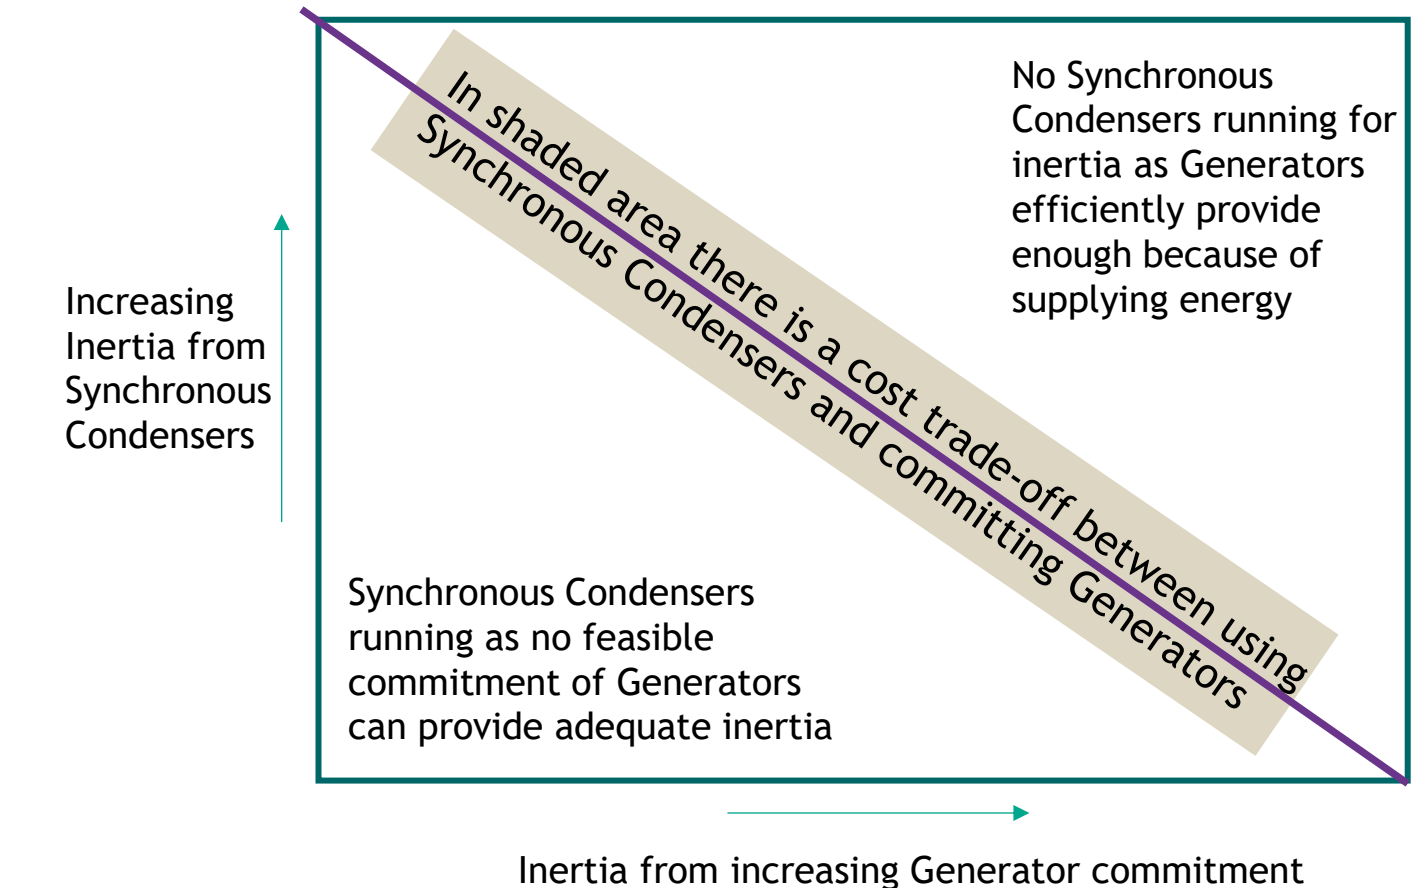 No Synchronous
Condensers running for
inertia as Generators
efficiently provide
enough because of
supplying energy
In shaded area there is a cost trade-off between using
Synchronous Condensers and committing Generators
Increasing
Inertia from
Synchronous
Condensers
Synchronous Condensers
running as no feasible
commitment of Generators
can provide adequate inertia
Inertia from increasing Generator commitment